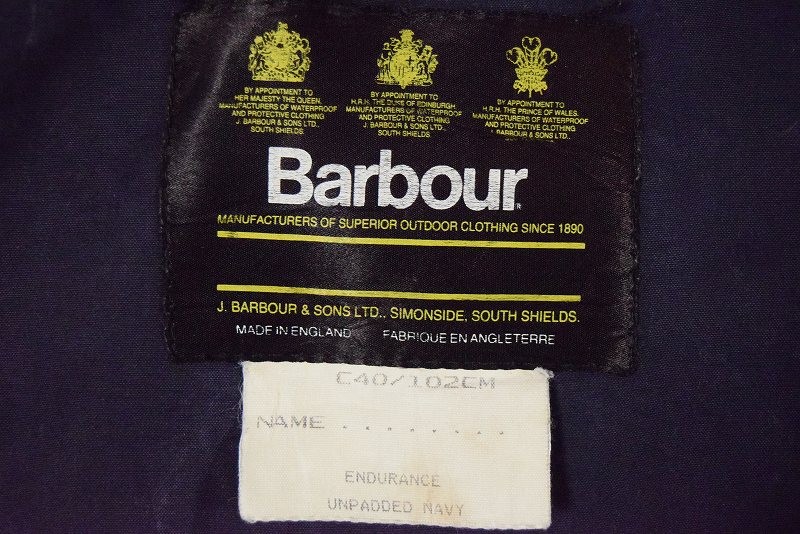 BY APPOINTMENT TO
HER MAJESTY THE QUEEN.
MANUFACTURERS OF WATERPROOF
AND PROTECTIVE CLOTHING
J. BARBOUR & SONS LTD.,
SOUTH SHIELDS.
BY APPOINTMENT TO
H.R.H. THE DUKE OF EDINBURGH,
MANUFACTURERS OF WATERPROOF
AND PROTECTIVE CLOTHING
J. BARBOUR & SONS LTD.,
SOUTH SHIELDS.
BY APPOINTMENT TO
H.R.H. THE PRINCE OF WALES.
MANUFACTURERS OF WATERPROOF
AND PROTECTIVE CLOTHING
J. BARBOUR & SONS LTD.,
SOUTH SHIELDS.
Barbour
MANUFACTURERS OF SUPERIOR OUTDOOR CLOTHING SINCE 1890
J. BARBOUR & SONS LTD., SIMONSIDE, SOUTH SHIELDS.
MADE IN ENGLAND FABRIQUE EN ANGLETERRE
C40/102CM
NAME ........
ENDURANCE
UNPADDED NAVY